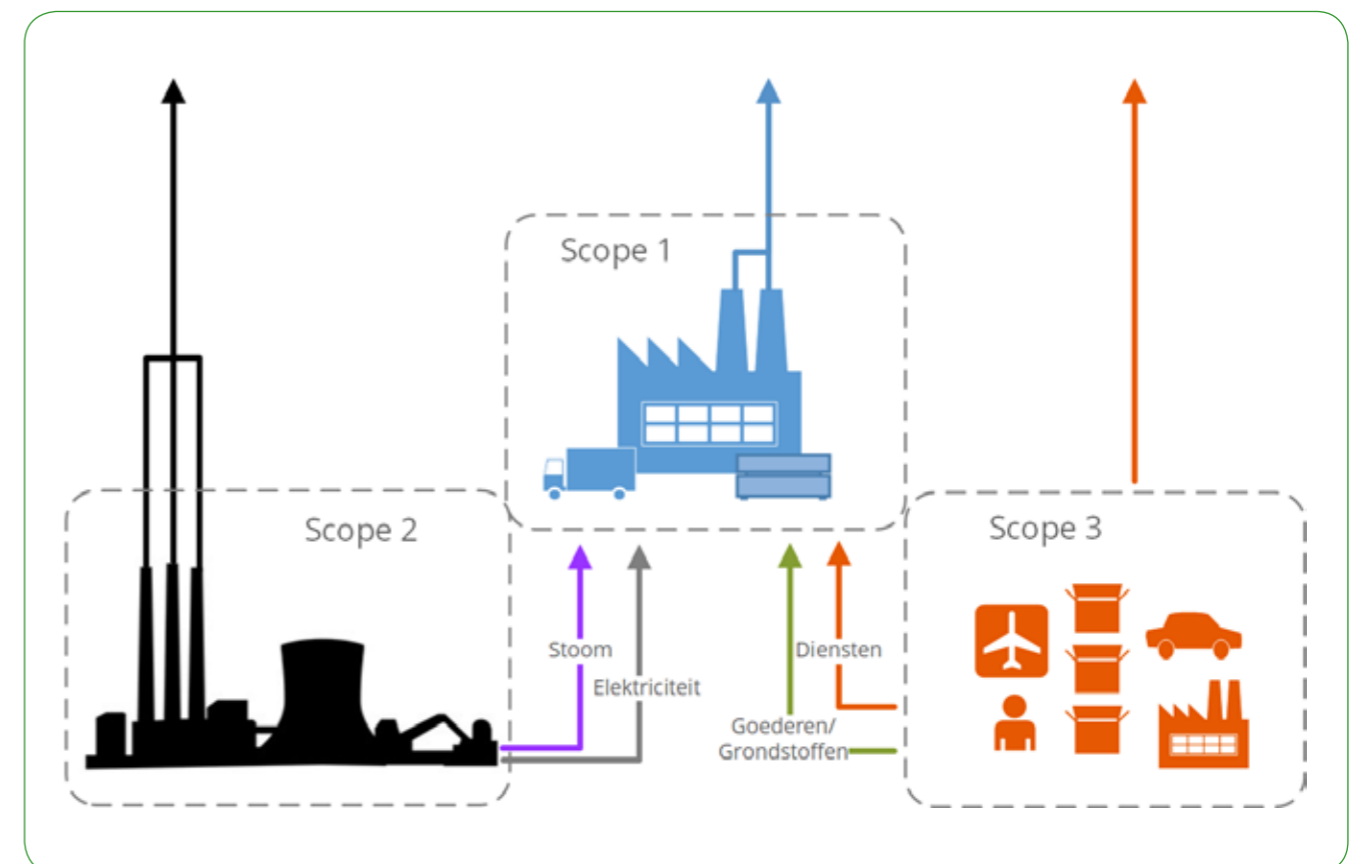 Scope 1
Scope 2
Scope 3
Stoom
Elektriciteit
Diensten
Goederen/
Grondstoffen